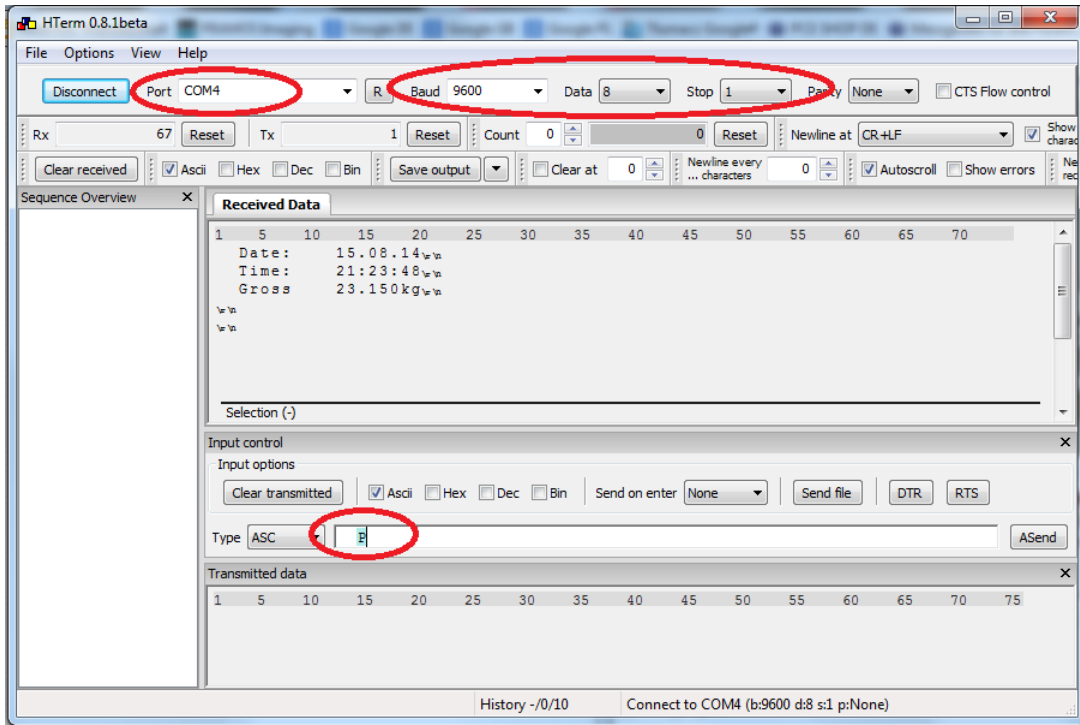 HTerm 0.8.1beta
File Options View Help
Disconnect Port COM4 R Baud 9600 Data 8 Stop 1 Parity None CTS Flow control
Rx 67 Reset Tx 1 Reset Count 0 0 Reset Newline at CR+LF Show
Clear received Ascii Hex Dec Bin Save output Clear at 0 Newline every ... characters 0 Autoscroll Show errors
Sequence Overview
Received Data
1 5 10 15 20 25 30 35 40 45 50 55 60 65 70
Date: 15.08.14\r\n
Time: 21:23:48\r\n
Gross 23.150kg\r\n
\r\n
\r\n
Selection (-)
Input control
Input options
Clear transmitted Ascii Hex Dec Bin Send on enter None Send file DTR RTS
Type ASC P ASend
Transmitted data
1 5 10 15 20 25 30 35 40 45 50 55 60 65 70 75
History -/0/10 Connect to COM4 (b:9600 d:8 s:1 p:None)